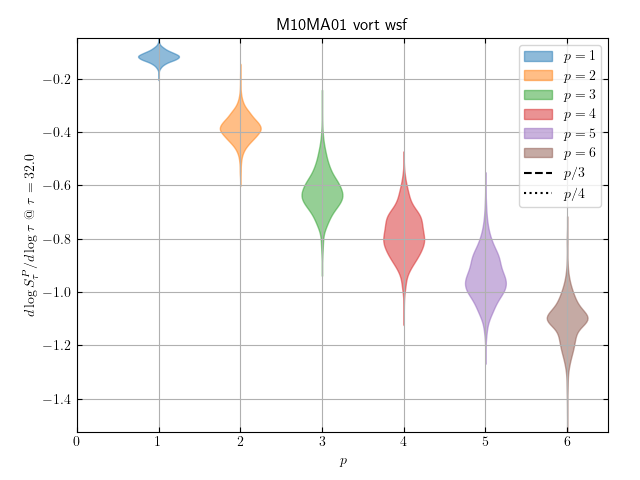 M10MA01 vort wsf
d log S_τ^P / d log τ @ τ = 32.0
−0.2
−0.4
−0.6
−0.8
−1.0
−1.2
−1.4
0 1 2 3 4 5 6
p
p = 1
p = 2
p = 3
p = 4
p = 5
p = 6
p/3
p/4